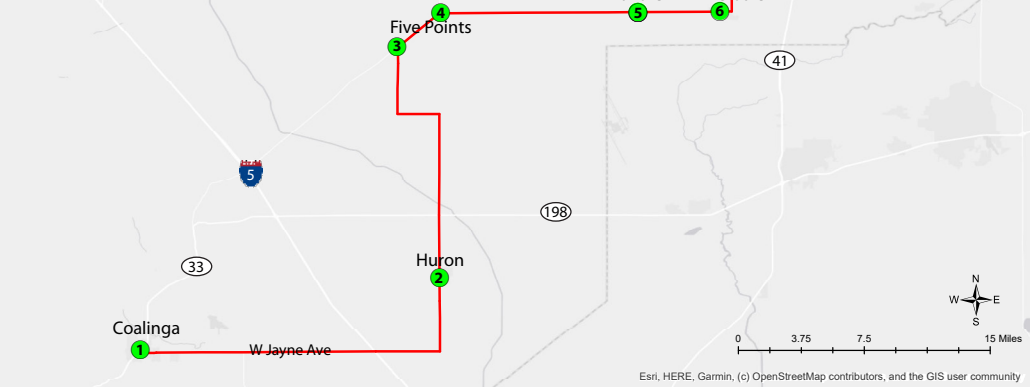 4
5
6
Five Points
3
41
5
198
Huron
2
33
Coalinga
1
W Jayne Ave
N
W
E
S
0 3.75 7.5 15 Miles
Esri, HERE, Garmin, (c) OpenStreetMap contributors, and the GIS user community